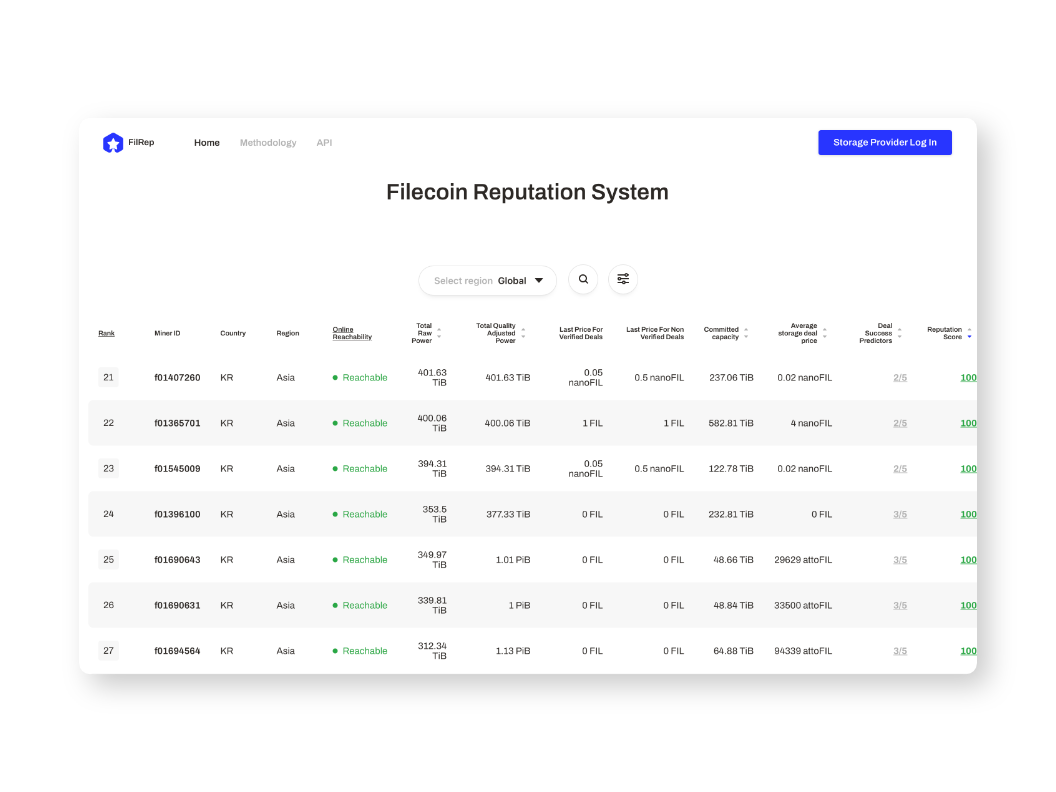 FilRep Home Methodology API Storage Provider Log In
Filecoin Reputation System
Select region Global
Rank Miner ID Country Region Online Reachability Total Raw Power Total Quality Adjusted Power Last Price For Verified Deals Last Price For Non Verified Deals Committed capacity Average storage deal price Deal Success Predictors Reputation Score
21 f01407260 KR Asia Reachable 401.63 TiB 401.63 TiB 0.05 nanoFIL 0.5 nanoFIL 237.06 TiB 0.02 nanoFIL 2/5 100
22 f01365701 KR Asia Reachable 400.06 TiB 400.06 TiB 1 FIL 1 FIL 582.81 TiB 4 nanoFIL 2/5 100
23 f01545009 KR Asia Reachable 394.31 TiB 394.31 TiB 0.05 nanoFIL 0.5 nanoFIL 122.78 TiB 0.02 nanoFIL 2/5 100
24 f01396100 KR Asia Reachable 353.5 TiB 377.33 TiB 0 FIL 0 FIL 232.81 TiB 0 FIL 3/5 100
25 f01690643 KR Asia Reachable 349.97 TiB 1.01 PiB 0 FIL 0 FIL 48.66 TiB 29629 attoFIL 3/5 100
26 f01690631 KR Asia Reachable 339.81 TiB 1 PiB 0 FIL 0 FIL 48.84 TiB 33500 attoFIL 3/5 100
27 f01694564 KR Asia Reachable 312.34 TiB 1.13 PiB 0 FIL 0 FIL 64.88 TiB 94339 attoFIL 3/5 100